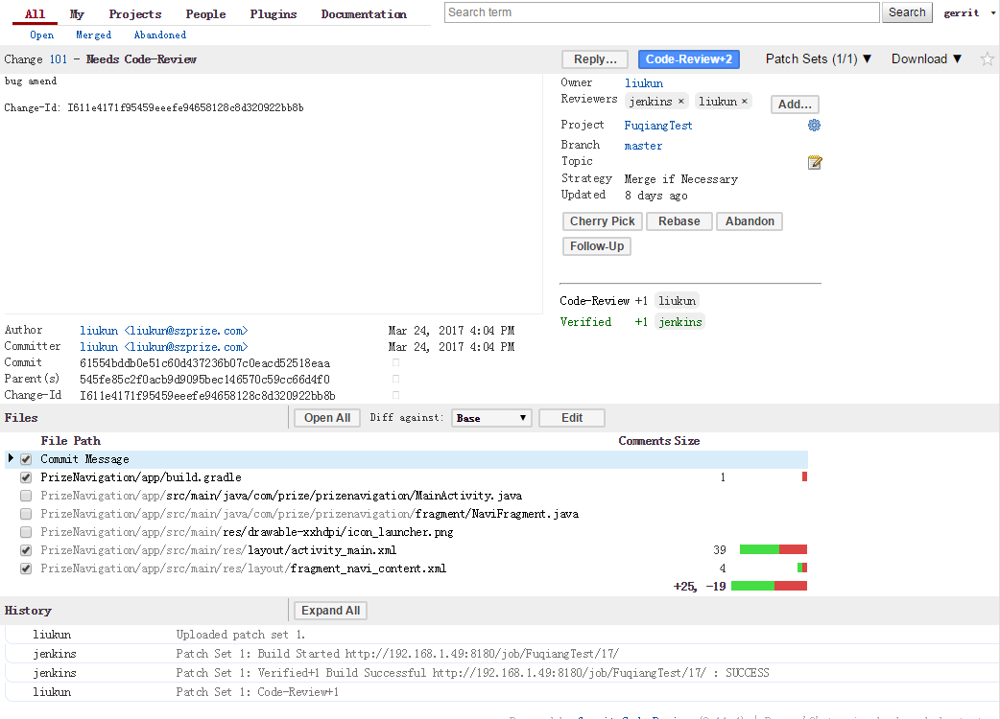 All My Projects People Plugins Documentation Search term Search gerrit
Open Merged Abandoned
Change 101 - Needs Code-Review Reply... Code-Review+2 Patch Sets (1/1) ▼ Download ▼
bug amend
Change-Id: I611e4171f95459eeefe94658128c8d320922bb8b
Owner liukun
Reviewers jenkins × liukun × Add...
Project FuqiangTest
Branch master
Topic
Strategy Merge if Necessary
Updated 8 days ago
Cherry Pick Rebase Abandon
Follow-Up
Code-Review +1 liukun
Verified +1 jenkins
Author liukun <liukun@szprize.com> Mar 24, 2017 4:04 PM
Committer liukun <liukun@szprize.com> Mar 24, 2017 4:04 PM
Commit 61554bddb0e51c60d437236b07c0eacd52518eaa
Parent(s) 545fe85c2f0acb9d9095bec146570c59cc66d4f0
Change-Id I611e4171f95459eeefe94658128c8d320922bb8b
Files Open All Diff against: Base ▼ Edit
File Path Comments Size
Commit Message
PrizeNavigation/app/build.gradle 1
PrizeNavigation/app/src/main/java/com/prize/prizenavigation/MainActivity.java
PrizeNavigation/app/src/main/java/com/prize/prizenavigation/fragment/NaviFragment.java
PrizeNavigation/app/src/main/res/drawable-xxhdpi/icon_launcher.png
PrizeNavigation/app/src/main/res/layout/activity_main.xml 39
PrizeNavigation/app/src/main/res/layout/fragment_navi_content.xml 4
+25, -19
History Expand All
liukun Uploaded patch set 1.
jenkins Patch Set 1: Build Started http://192.168.1.49:8180/job/FuqiangTest/17/
jenkins Patch Set 1: Verified+1 Build Successful http://192.168.1.49:8180/job/FuqiangTest/17/ : SUCCESS
liukun Patch Set 1: Code-Review+1